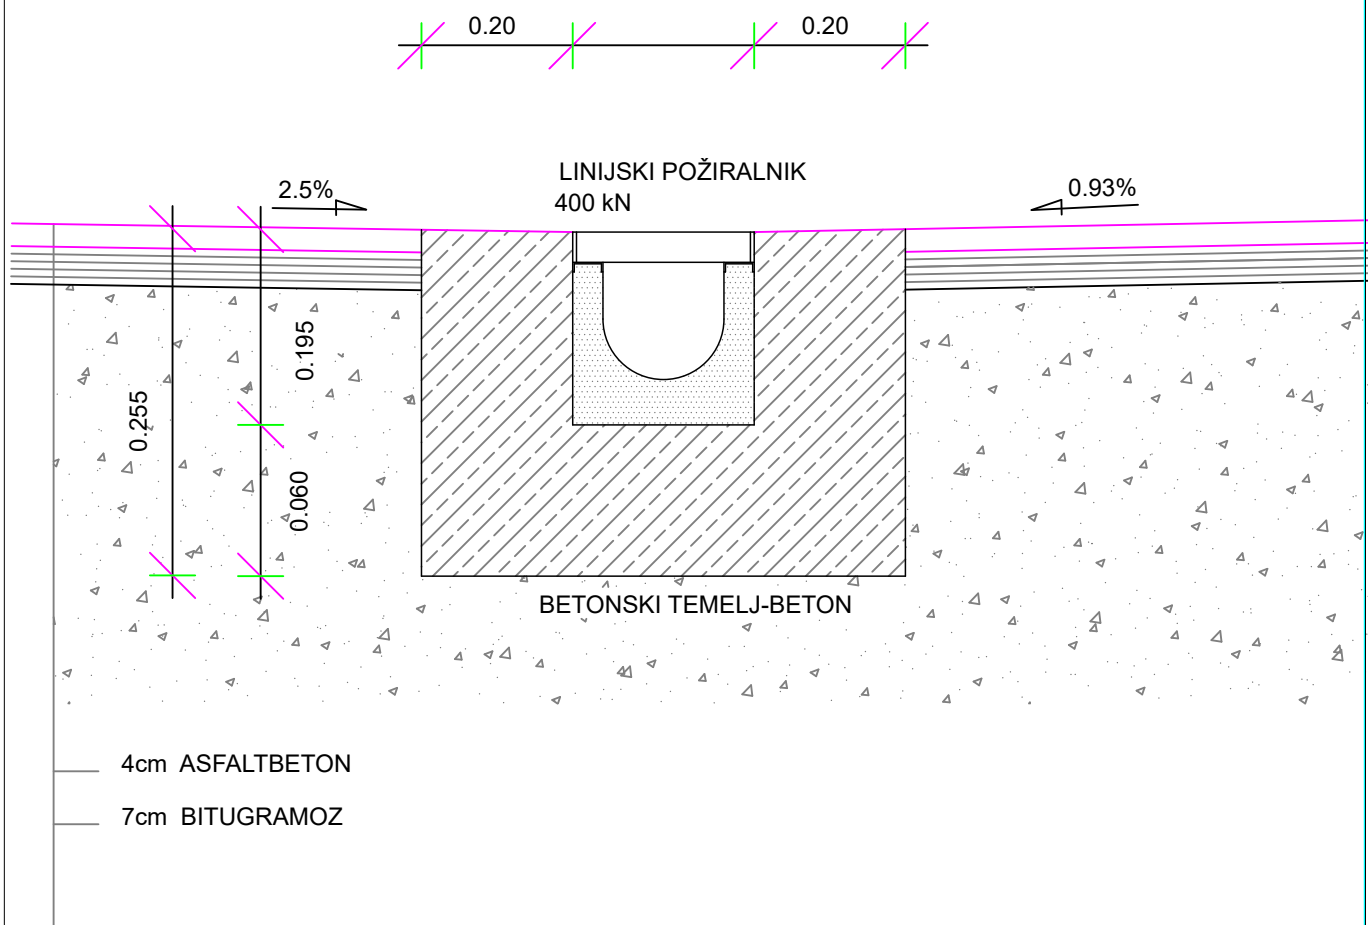 0.20 0.20
LINIJSKI POŽIRALNIK
400 kN
2.5% 0.93%
0.195
0.255
0.060
BETONSKI TEMELJ-BETON
4cm ASFALTBETON
7cm BITUGRAMOZ